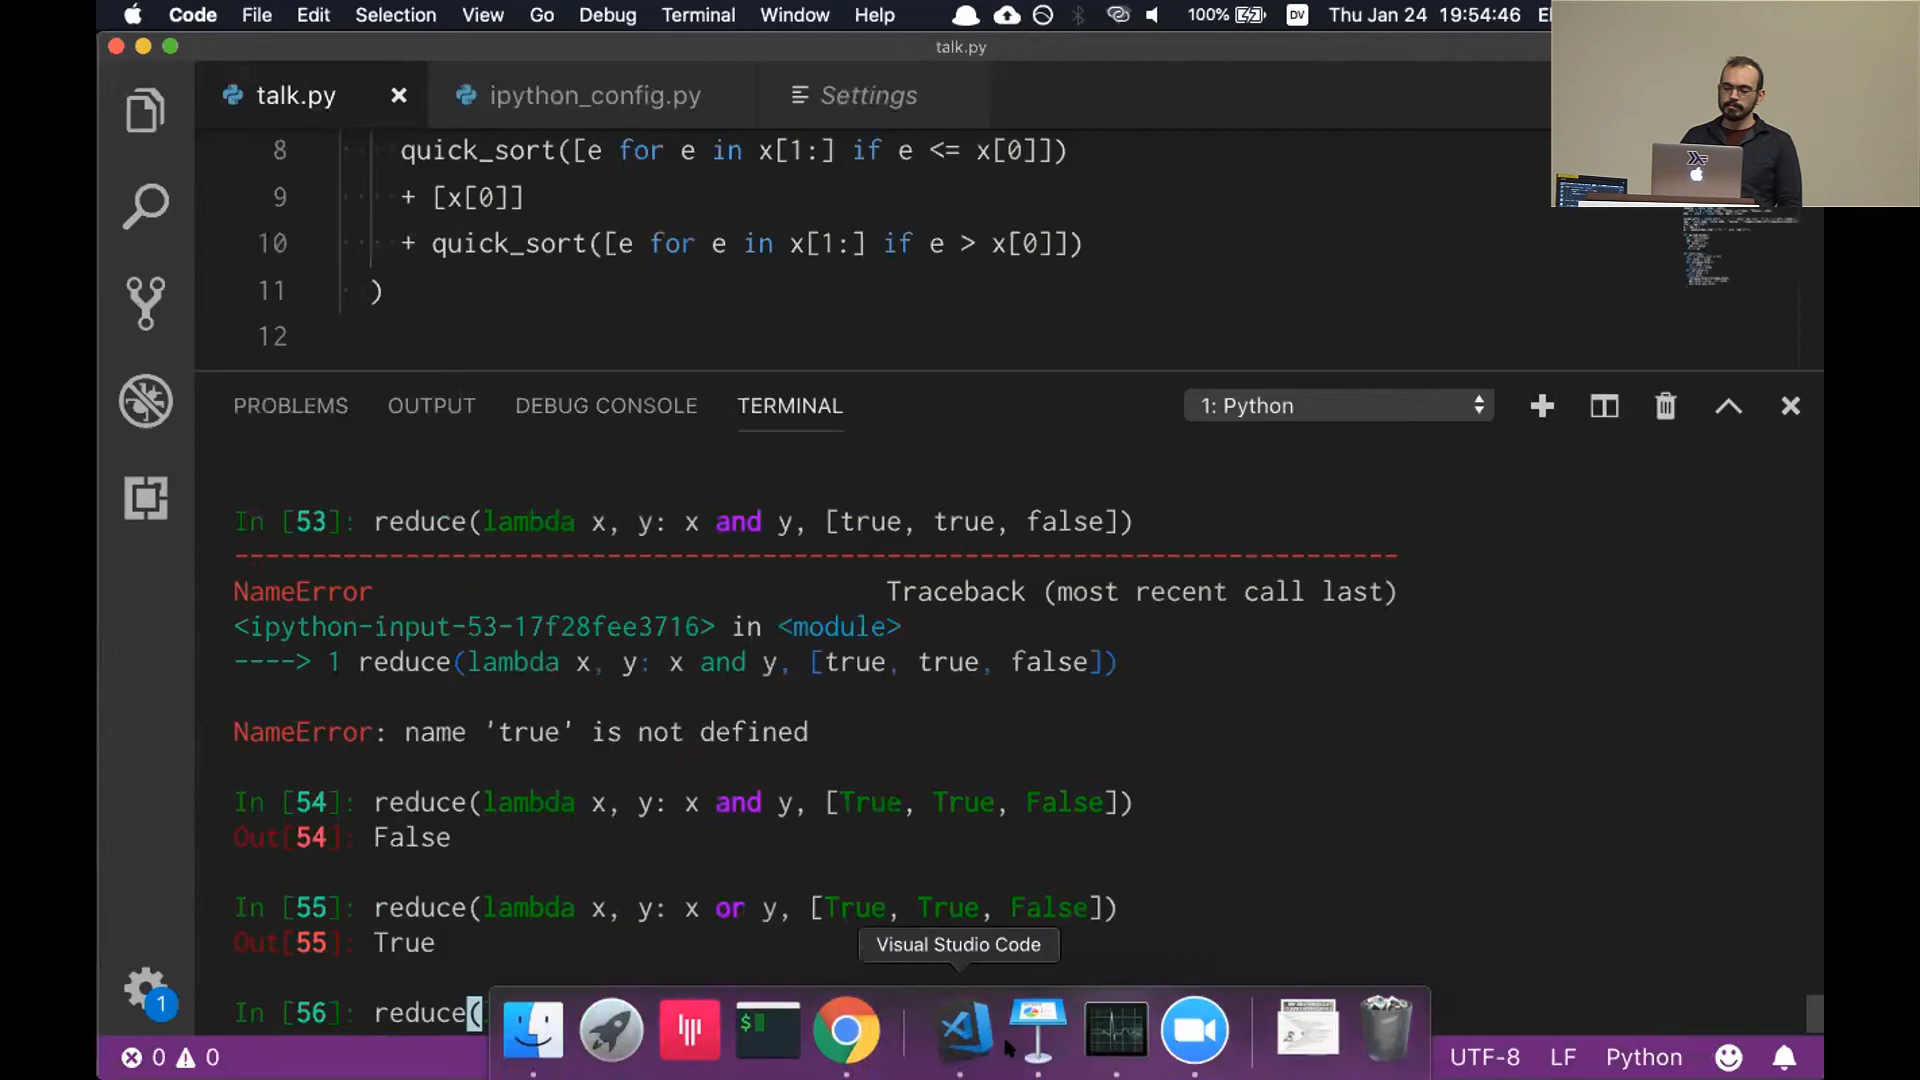 Code File Edit Selection View Go Debug Terminal Window Help 100% DV Thu Jan 24 19:54:46
talk.py
talk.py ipython_config.py Settings
8 quick_sort([e for e in x[1:] if e <= x[0]])
9 + [x[0]]
10 + quick_sort([e for e in x[1:] if e > x[0]])
11 )
12
PROBLEMS OUTPUT DEBUG CONSOLE TERMINAL 1: Python
In [53]: reduce(lambda x, y: x and y, [true, true, false])
---------------------------------------------------------------------------
NameError Traceback (most recent call last)
<ipython-input-53-17f28fee3716> in <module>
----> 1 reduce(lambda x, y: x and y, [true, true, false])
NameError: name 'true' is not defined
In [54]: reduce(lambda x, y: x and y, [True, True, False])
Out[54]: False
In [55]: reduce(lambda x, y: x or y, [True, True, False])
Out[55]: True
Visual Studio Code
In [56]: reduce(
$
1
0 0 UTF-8 LF Python